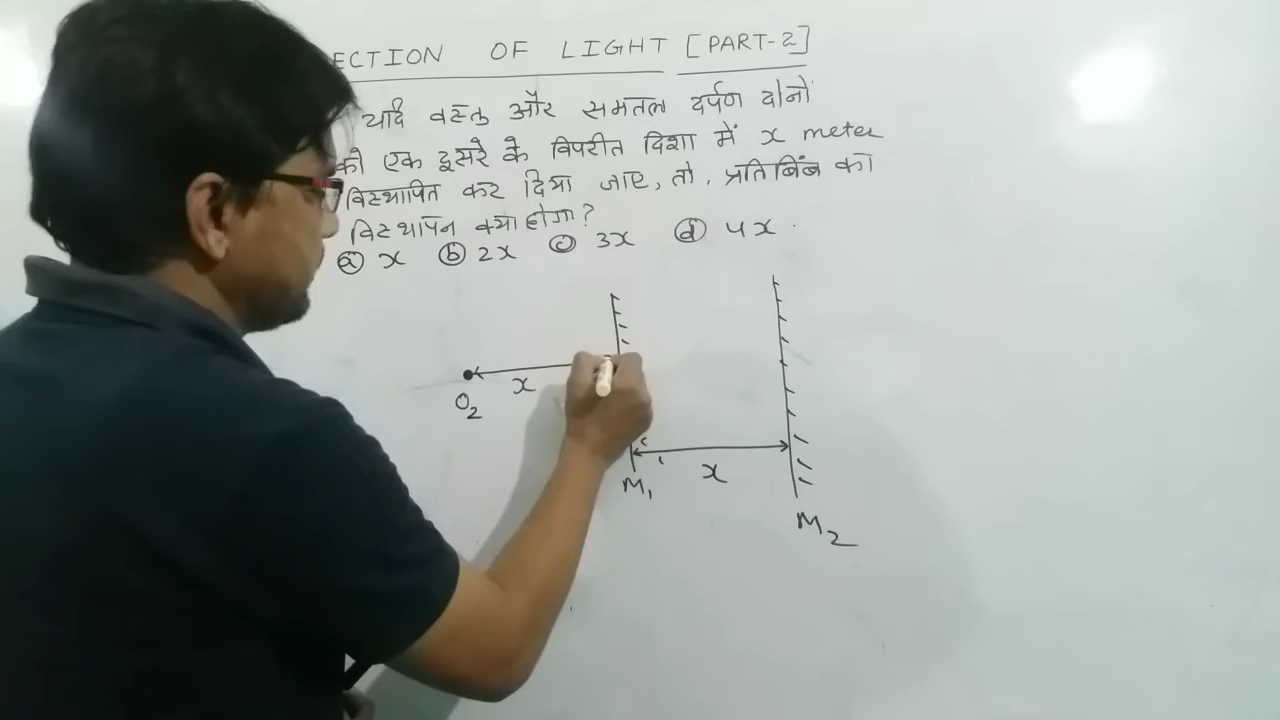 ECTION OF LIGHT [PART-2]
यदि वस्तु और समतल दर्पण दोनों
को एक दूसरे के विपरीत दिशा में x meter
विस्थापित कर दिया जाए, तो, प्रतिबिंब का
विस्थापन क्या होगा?
ⓐ x ⓑ 2x ⓒ 3x ⓓ 4x
x
O₂
x
M₁
M₂